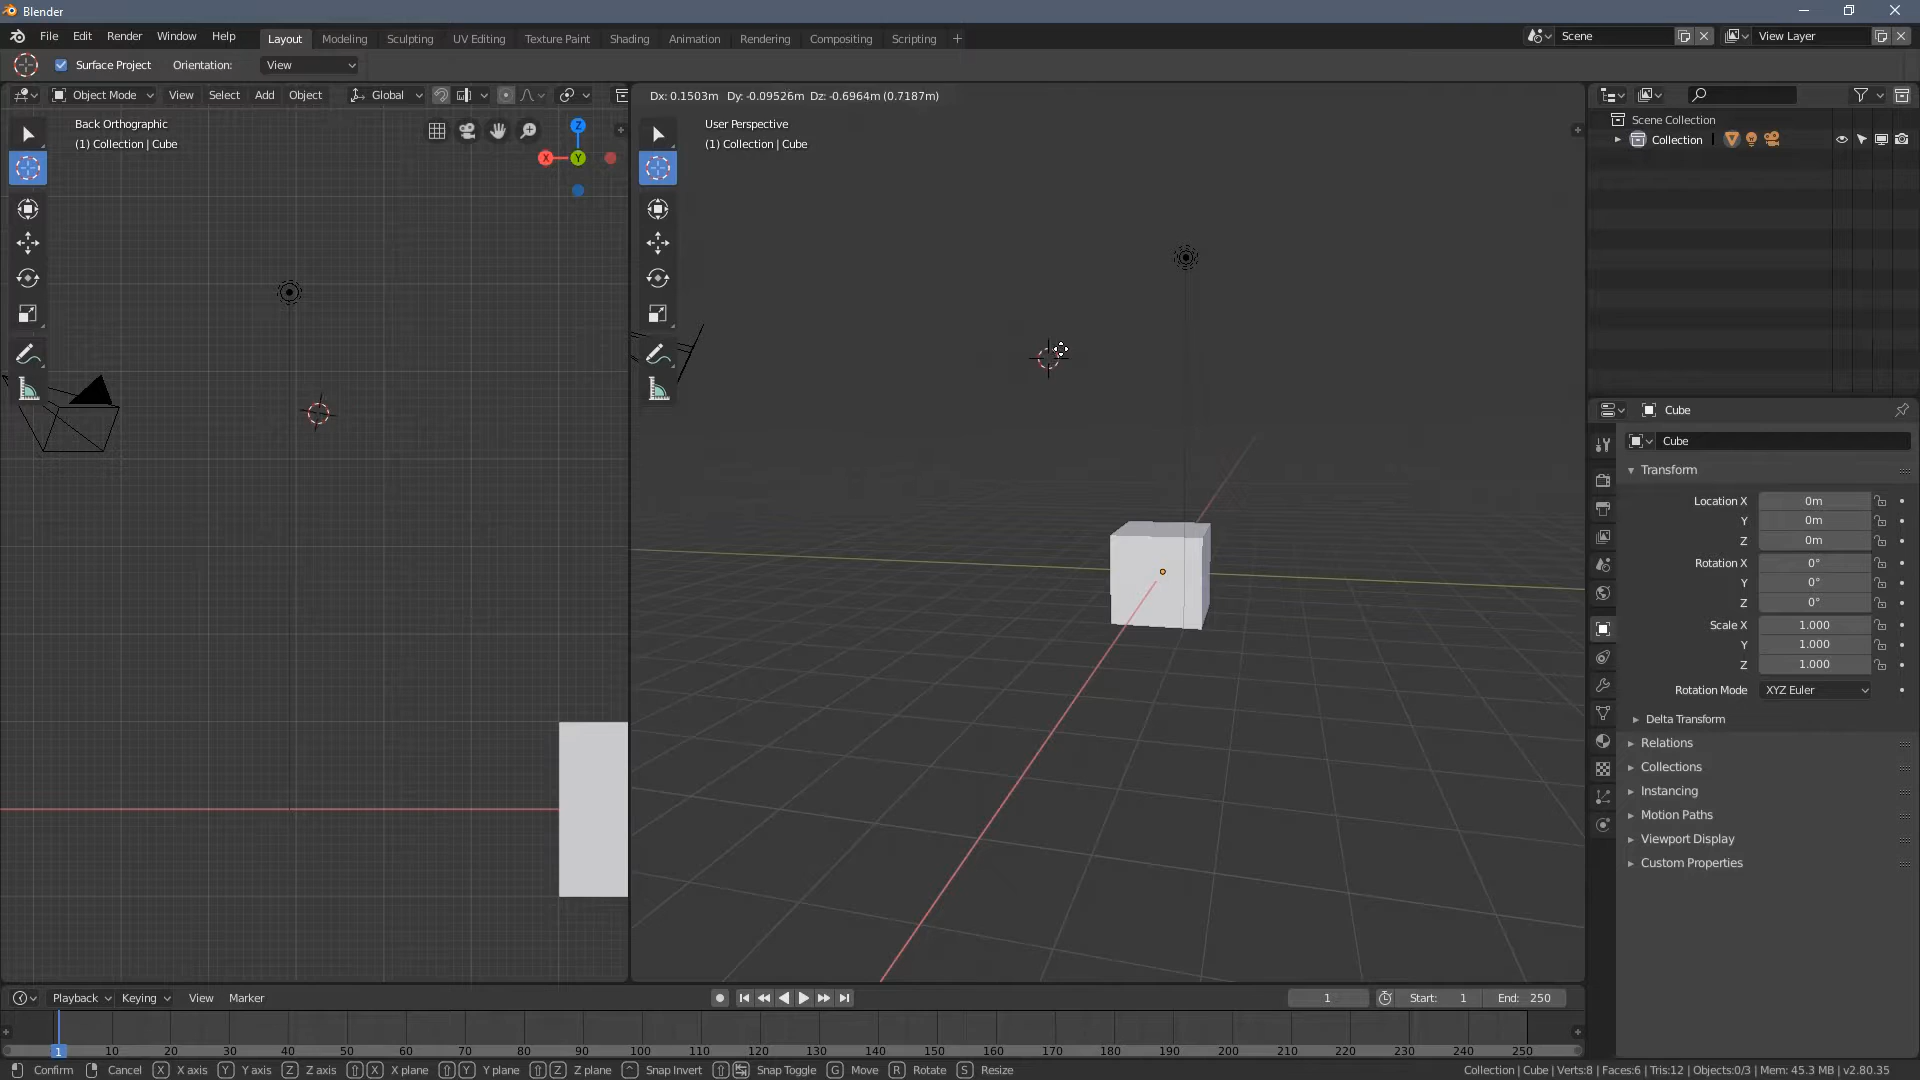 Blender
File Edit Render Window Help Layout Modeling Sculpting UV Editing Texture Paint Shading Animation Rendering Compositing Scripting + Scene View Layer
Surface Project Orientation: View
Object Mode View Select Add Object Global
Dx: 0.1503m Dy: -0.09526m Dz: -0.6964m (0.7187m)
Back Orthographic
(1) Collection | Cube
Z
X
Y
User Perspective
(1) Collection | Cube
Scene Collection
Collection
Cube
Cube
Transform
Location X 0m
Y 0m
Z 0m
Rotation X 0°
Y 0°
Z 0°
Scale X 1.000
Y 1.000
Z 1.000
Rotation Mode XYZ Euler
Delta Transform
Relations
Collections
Instancing
Motion Paths
Viewport Display
Custom Properties
Playback Keying View Marker 1 Start: 1 End: 250
1 10 20 30 40 50 60 70 80 90 100 110 120 130 140 150 160 170 180 190 200 210 220 230 240 250
Confirm Cancel X X axis Y Y axis Z Z axis X X plane Y Y plane Z Z plane ^ Snap Invert Snap Toggle G Move R Rotate S Resize Collection | Cube | Verts:8 | Faces:6 | Tris:12 | Objects:0/3 | Mem: 45.3 MB | v2.80.35